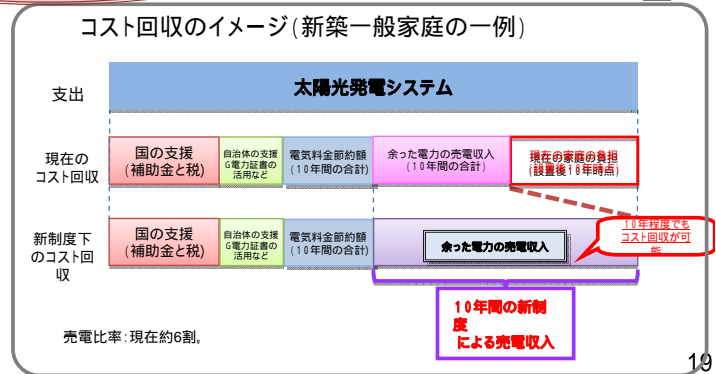 コスト回収のイメージ(新築一般家庭の一例)
支出
太陽光発電システム
現在の
コスト回収
国の支援
(補助金と税)
自治体の支援
G電力証書の
活用など
電気料金節約額
(10年間の合計)
余った電力の売電収入
(10年間の合計)
現在の家庭の負担
(設置後10年時点)
新制度下
のコスト回
収
国の支援
(補助金と税)
自治体の支援
G電力証書の
活用など
電気料金節約額
(10年間の合計)
余った電力の売電収入
10年程度でも
コスト回収が可
能
10年間の新制
度
による売電収入
売電比率:現在約6割。
19